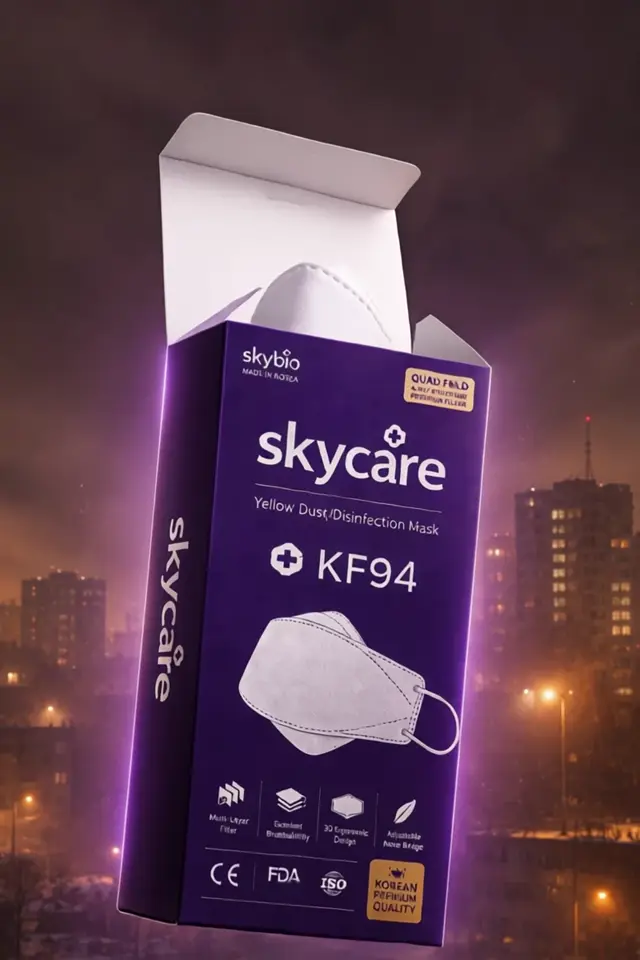 skybio
MADE IN KOREA
QUAD FOLD
skycare
Yellow Dust/Disinfection Mask
KF94
skycare
Multi-Layer
Filter
Excellent
Breathability
3D Ergonomic
Design
Adjustable
Nose Bridge
CE
FDA
ISO
KOREAN
PREMIUM
QUALITY